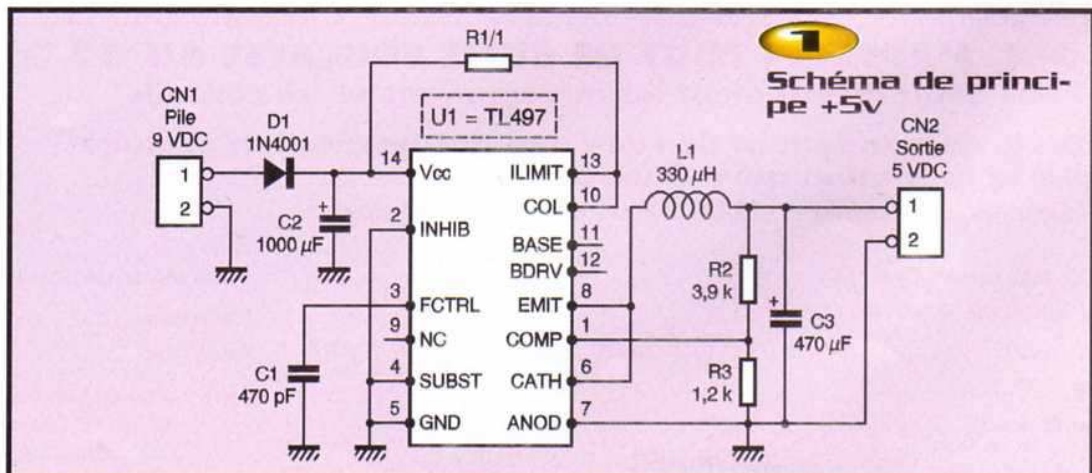 1
Schéma de princi-
pe +5v
R1/1
U1 = TL497
CN1
Pile
9 VDC
1
2
D1
1N4001
C2
1000 µF
+
C1
470 pF
14
Vcc
2
INHIB
3
FCTRL
9
NC
4
SUBST
5
GND
13
ILIMIT
10
COL
11
BASE
12
BDRV
8
EMIT
1
COMP
6
CATH
7
ANOD
L1
330 µH
R2
3,9 k
R3
1,2 k
+
C3
470 µF
CN2
Sortie
5 VDC
1
2